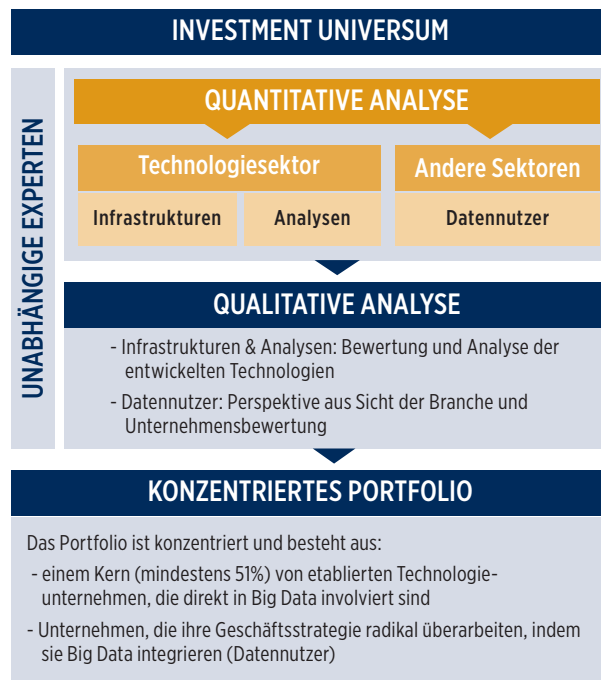 INVESTMENT UNIVERSUM
UNABHÄNGIGE EXPERTEN
QUANTITATIVE ANALYSE
Technologiesektor
Andere Sektoren
Infrastrukturen
Analysen
Datennutzer
QUALITATIVE ANALYSE
- Infrastrukturen & Analysen: Bewertung und Analyse der
entwickelten Technologien
- Datennutzer: Perspektive aus Sicht der Branche und
Unternehmensbewertung
KONZENTRIERTES PORTFOLIO
Das Portfolio ist konzentriert und besteht aus:
- einem Kern (mindestens 51%) von etablierten Technologie-
unternehmen, die direkt in Big Data involviert sind
- Unternehmen, die ihre Geschäftsstrategie radikal überarbeiten, indem
sie Big Data integrieren (Datennutzer)